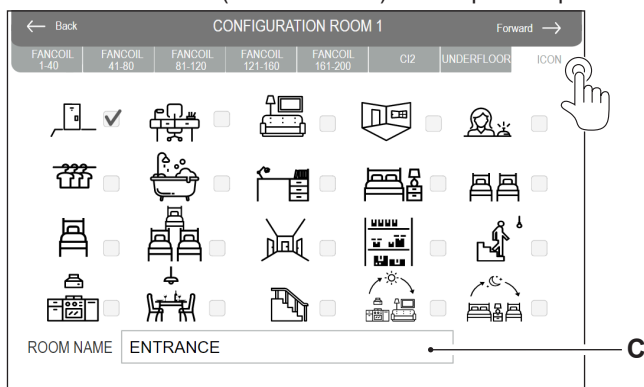 Back
CONFIGURATION ROOM 1
Forward
FANCOIL 1-40
FANCOIL 41-80
FANCOIL 81-120
FANCOIL 121-160
FANCOIL 161-200
CI2
UNDERFLOOR
ICON
ROOM NAME
ENTRANCE
C